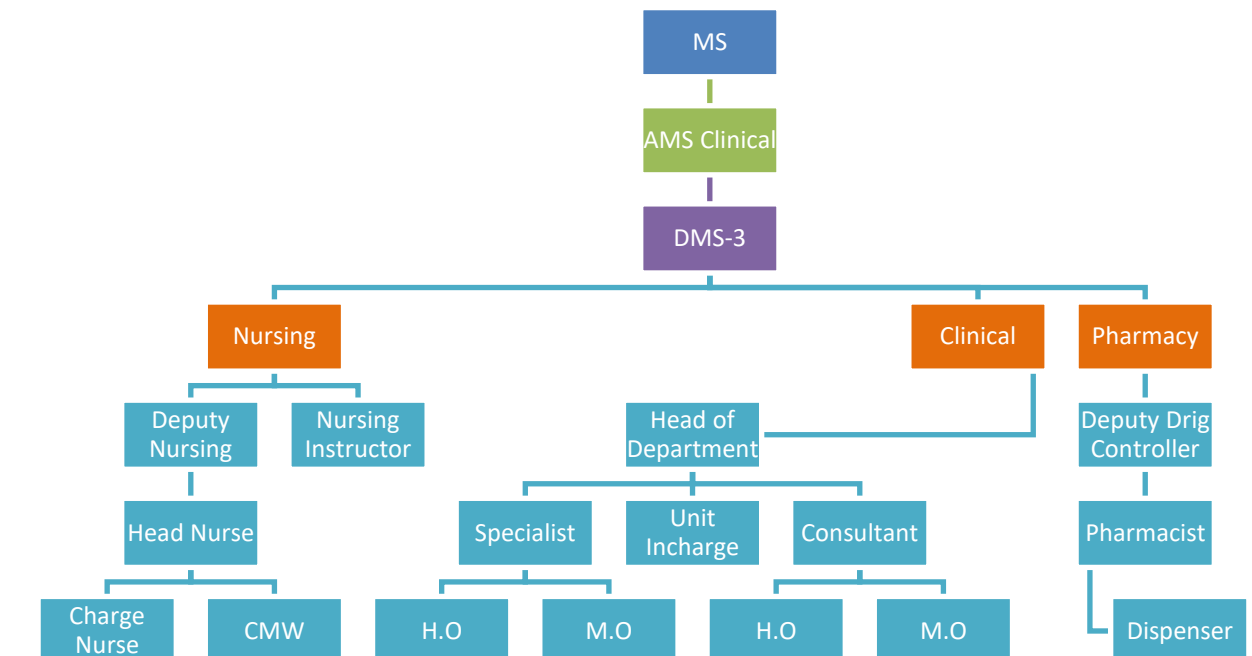 MS
AMS Clinical
DMS-3
Nursing
Clinical
Pharmacy
Deputy
Nursing
Nursing
Instructor
Head of
Department
Deputy Drig
Controller
Head Nurse
Specialist
Unit
Incharge
Consultant
Pharmacist
Charge
Nurse
CMW
H.O
M.O
H.O
M.O
Dispenser